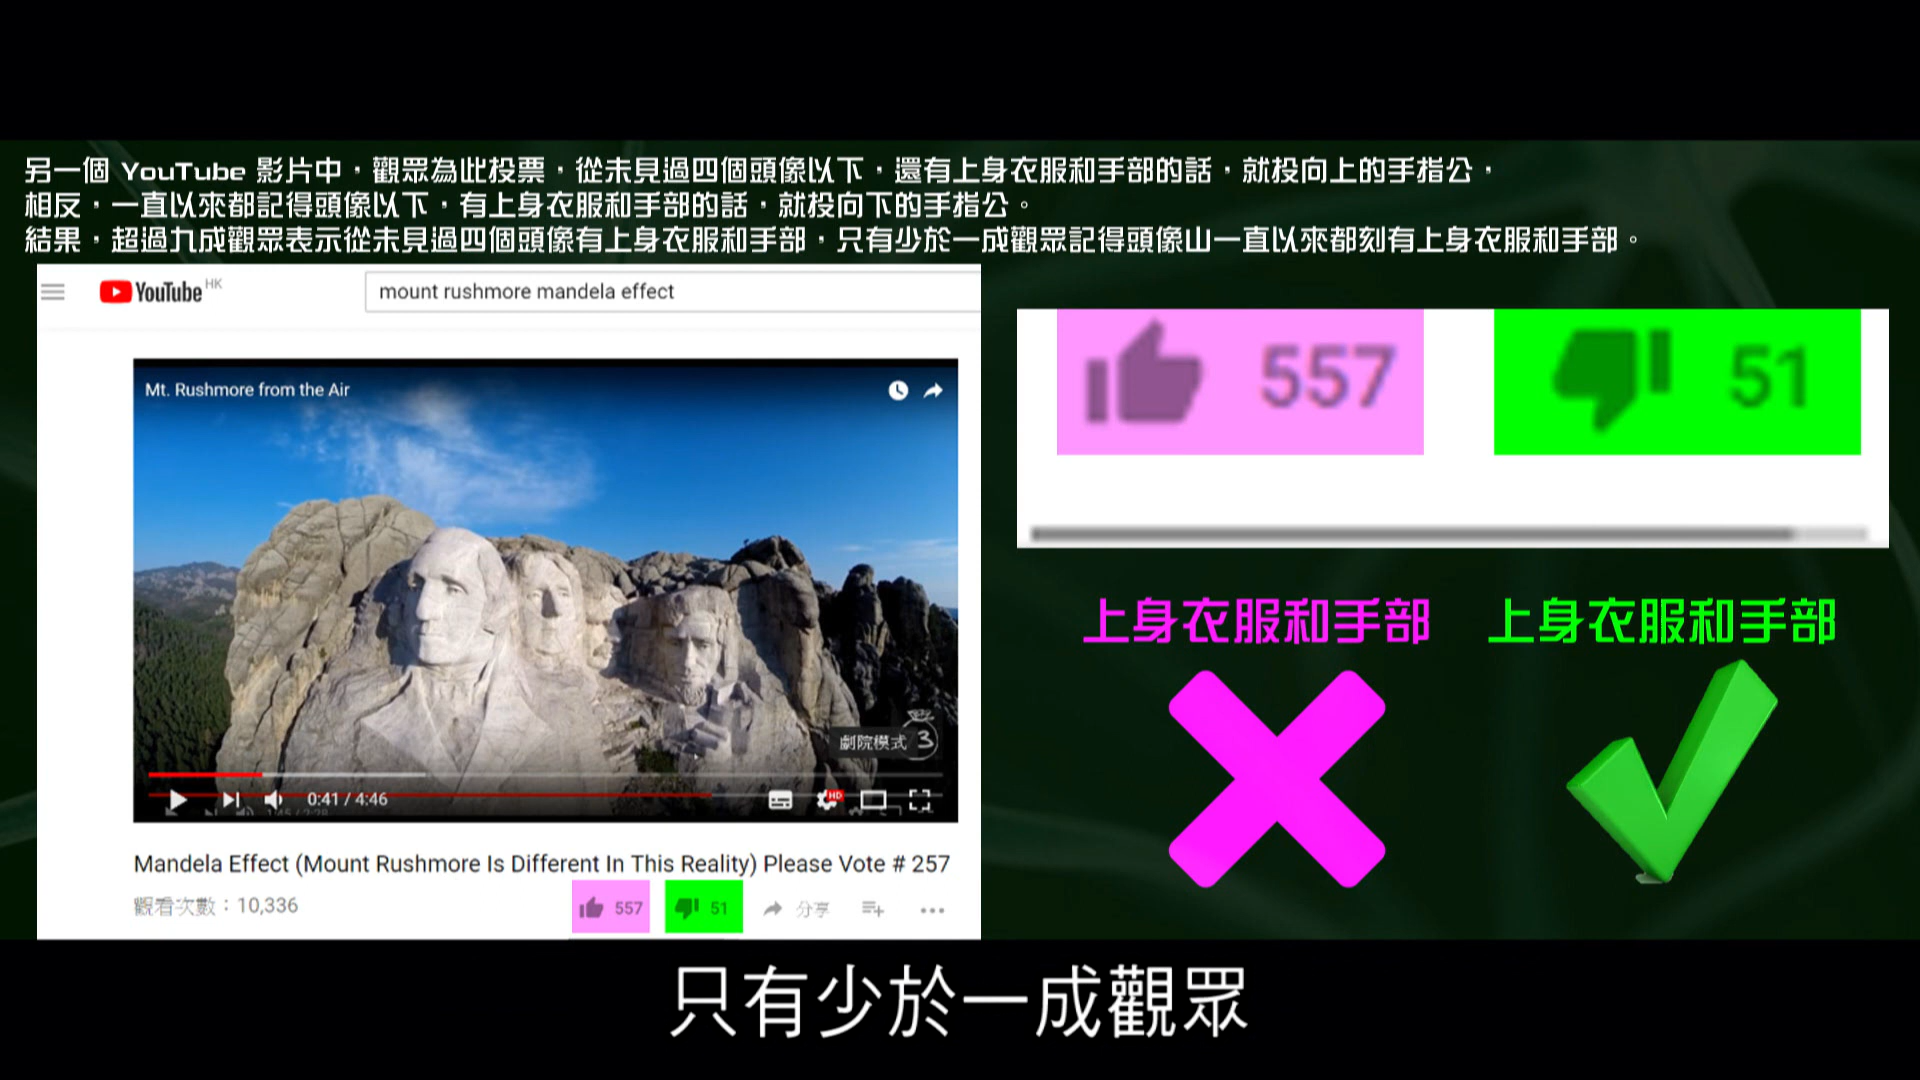 另一個 YouTube 影片中，觀眾為此投票，從未見過四個頭像以下，還有上身衣服和手部的話，就投向上的手指公，
相反，一直以來都記得頭像以下，有上身衣服和手部的話，就投向下的手指公。
結果，超過九成觀眾表示從未見過四個頭像有上身衣服和手部，只有少於一成觀眾記得頭像山一直以來都刻有上身衣服和手部。
YouTube HK
mount rushmore mandela effect
Mt. Rushmore from the Air
劇院模式 3
0:41 / 4:46
HD
Mandela Effect (Mount Rushmore Is Different In This Reality) Please Vote # 257
觀看次數：10,336
557
51
分享
557
51
上身衣服和手部
上身衣服和手部
只有少於一成觀眾